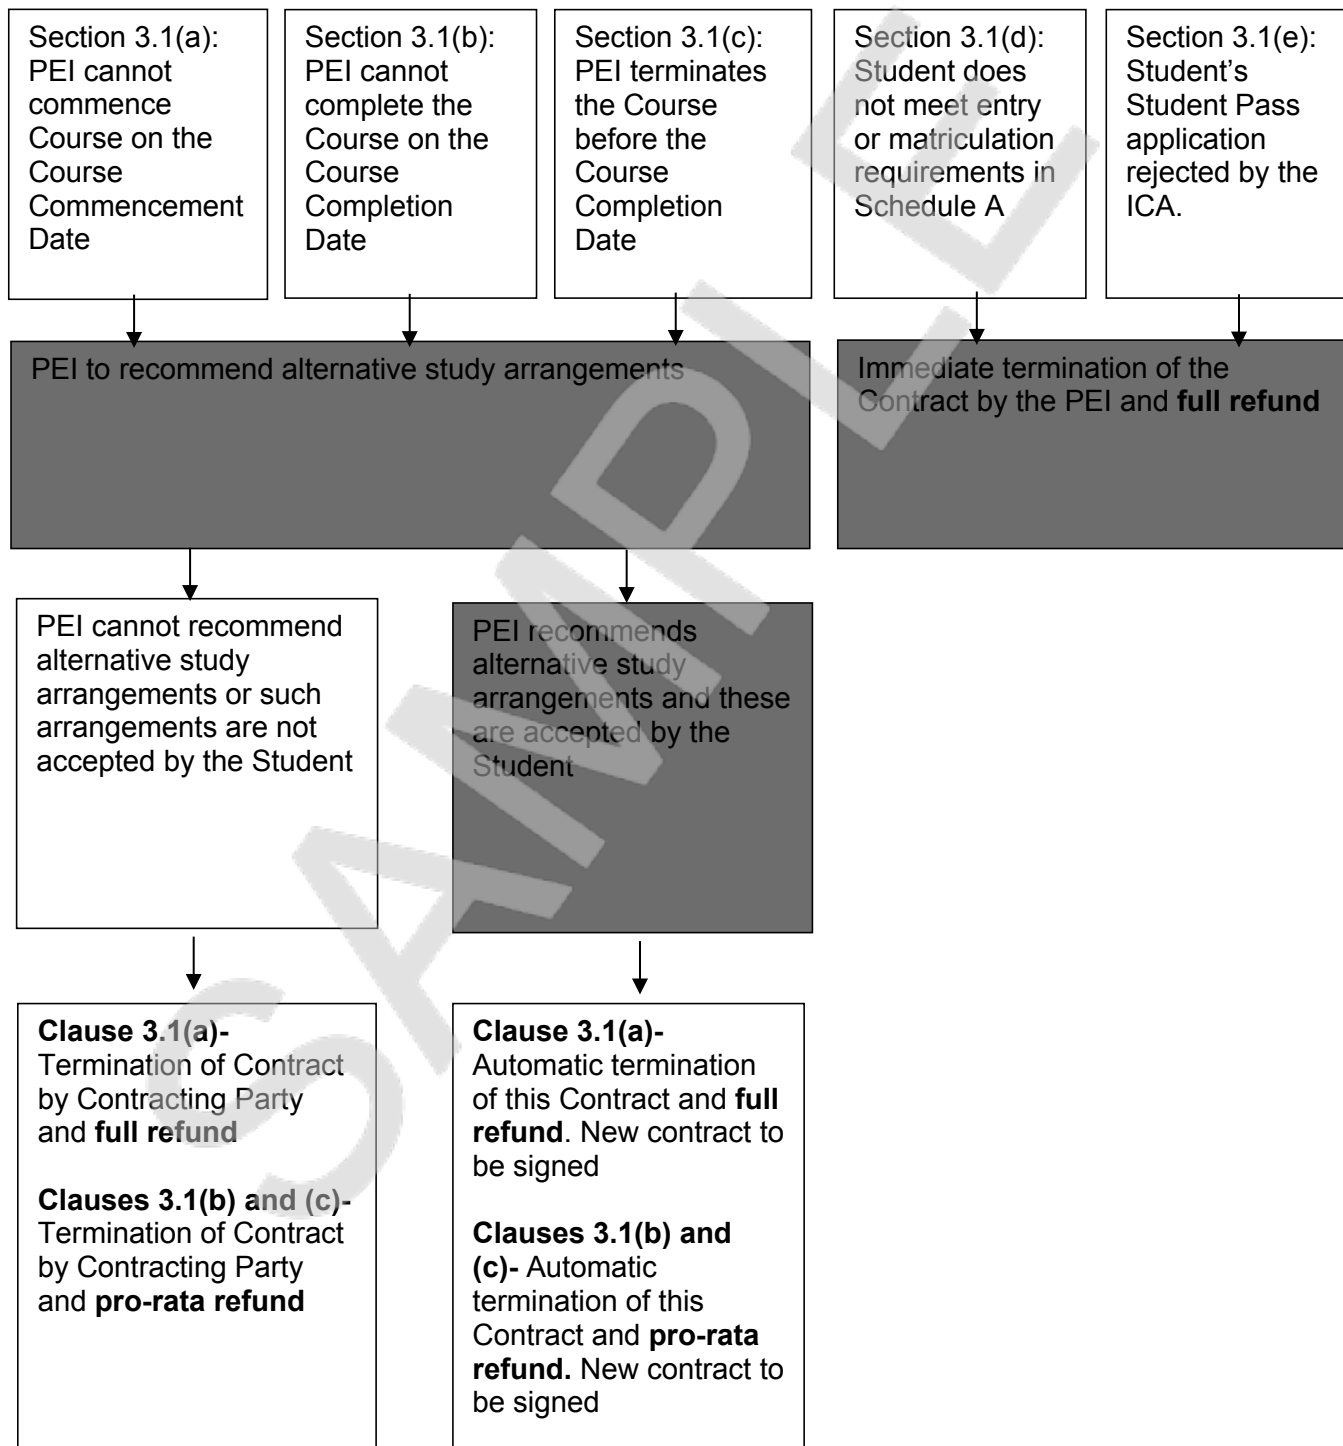 Section 3.1(a):
PEI cannot
commence
Course on the
Course
Commencement
Date
Section 3.1(b):
PEI cannot
complete the
Course on the
Course
Completion
Date
Section 3.1(c):
PEI terminates
the Course
before the
Course
Completion
Date
Section 3.1(d):
Student does
not meet entry
or matriculation
requirements in
Schedule A
Section 3.1(e):
Student’s
Student Pass
application
rejected by the
ICA.
PEI to recommend alternative study arrangements
Immediate termination of the
Contract by the PEI and full refund
PEI cannot recommend
alternative study
arrangements or such
arrangements are not
accepted by the Student
PEI recommends
alternative study
arrangements and these
are accepted by the
Student
Clause 3.1(a)-
Termination of Contract
by Contracting Party
and full refund
Clauses 3.1(b) and (c)-
Termination of Contract
by Contracting Party
and pro-rata refund
Clause 3.1(a)-
Automatic termination
of this Contract and full
refund. New contract to
be signed
Clauses 3.1(b) and
(c)- Automatic
termination of this
Contract and pro-rata
refund. New contract to
be signed
SAMPLE